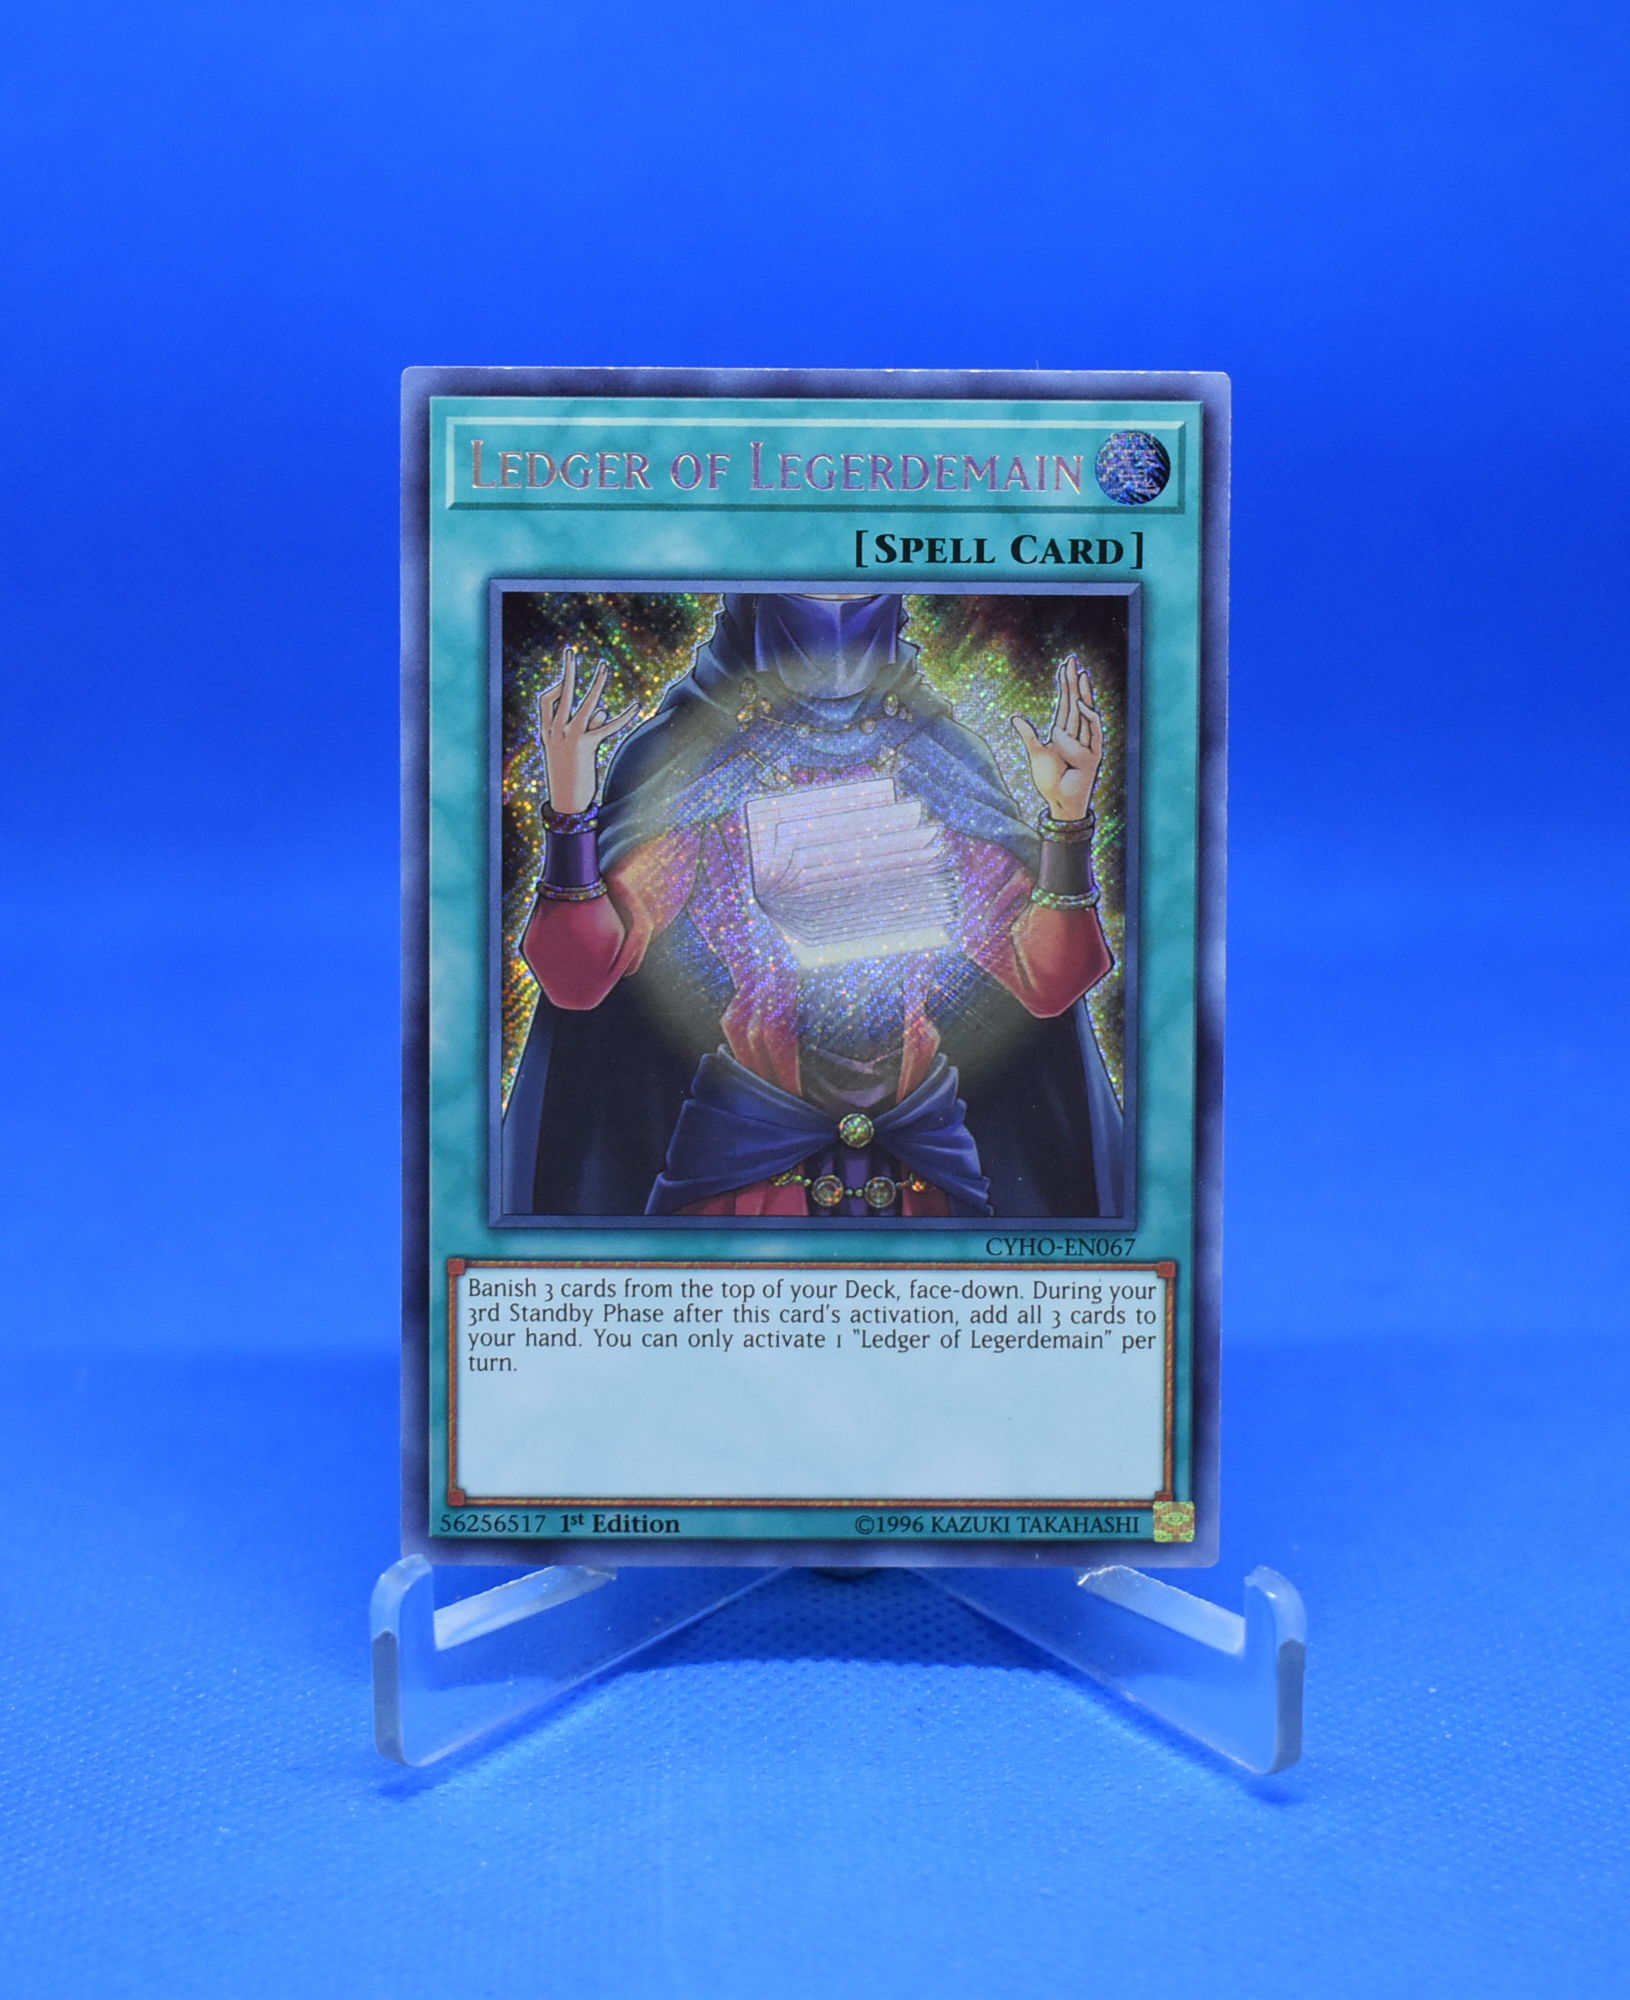 LEDGER OF LEGERDEMAIN
[SPELL CARD]
CYHO-EN067
Banish 3 cards from the top of your Deck, face-down. During your
3rd Standby Phase after this card's activation, add all 3 cards to
your hand. You can only activate 1 "Ledger of Legerdemain" per
turn.
56256517 1st Edition ©1996 KAZUKI TAKAHASHI